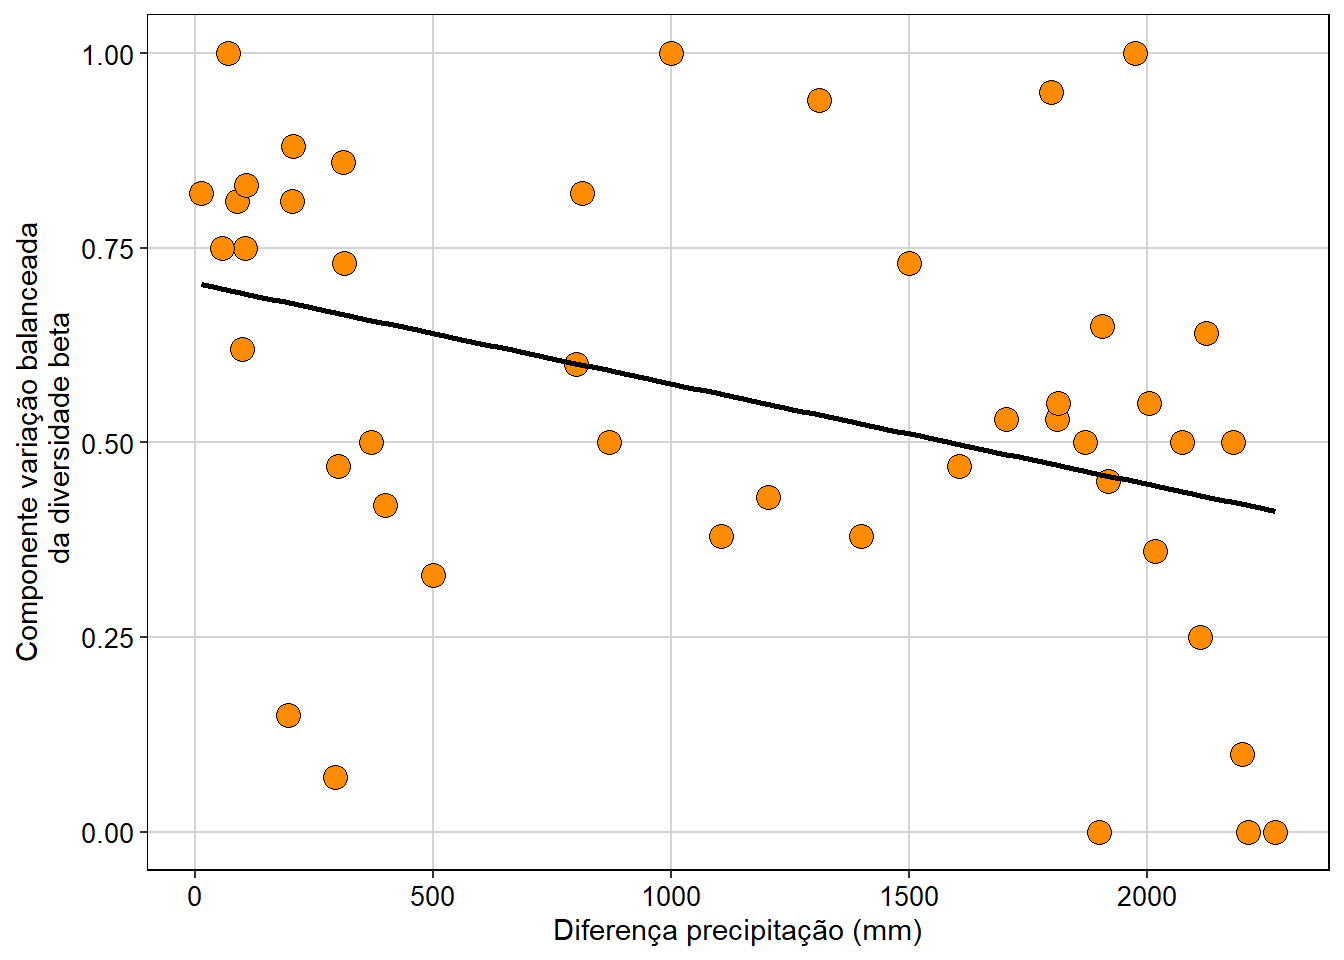 1.00
0.75
0.50
0.25
0.00
Componente variação balanceada
da diversidade beta
0 500 1000 1500 2000
Diferença precipitação (mm)